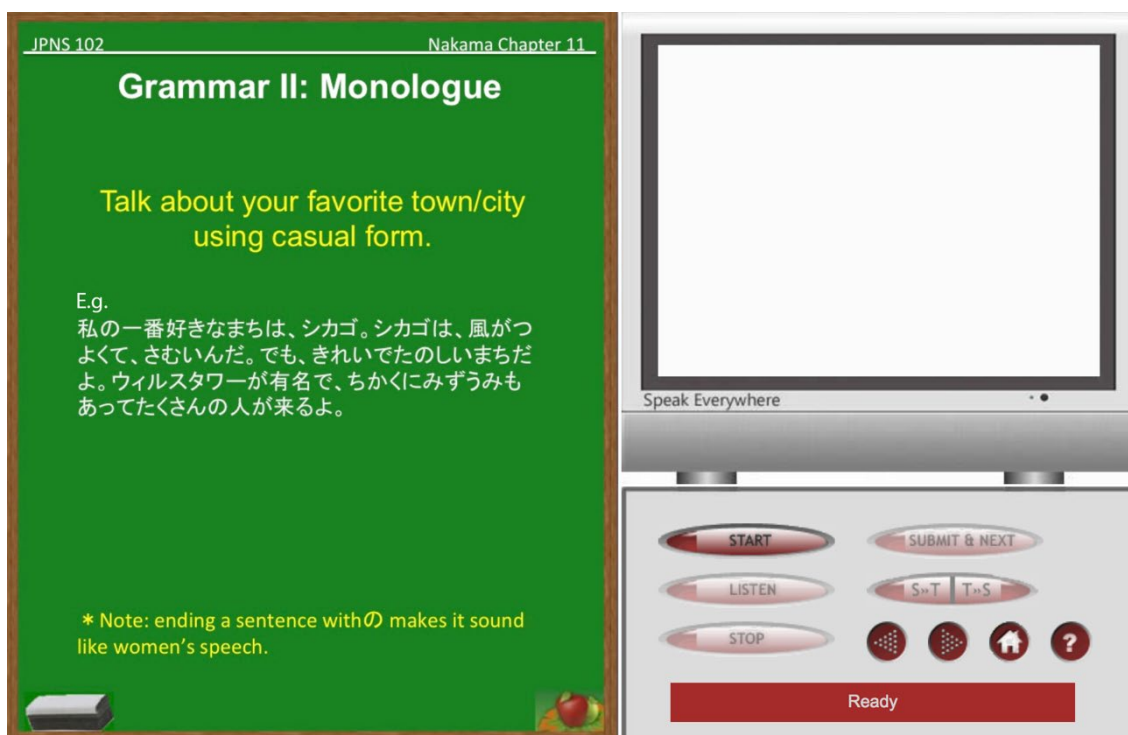 JPNS 102
Nakama Chapter 11
Grammar II: Monologue
Talk about your favorite town/city
using casual form.
E.g.
私の一番好きなまちは、シカゴ。シカゴは、風がつ
よくて、さむいんだ。でも、きれいでたのしいまちだ
よ。ウィルスタワーが有名で、ちかくにみずうみも
あってたくさんの人が来るよ。
* Note: ending a sentence withの makes it sound
like women's speech.
Speak Everywhere
START
SUBMIT & NEXT
LISTEN
S»T
T»S
STOP
?
Ready